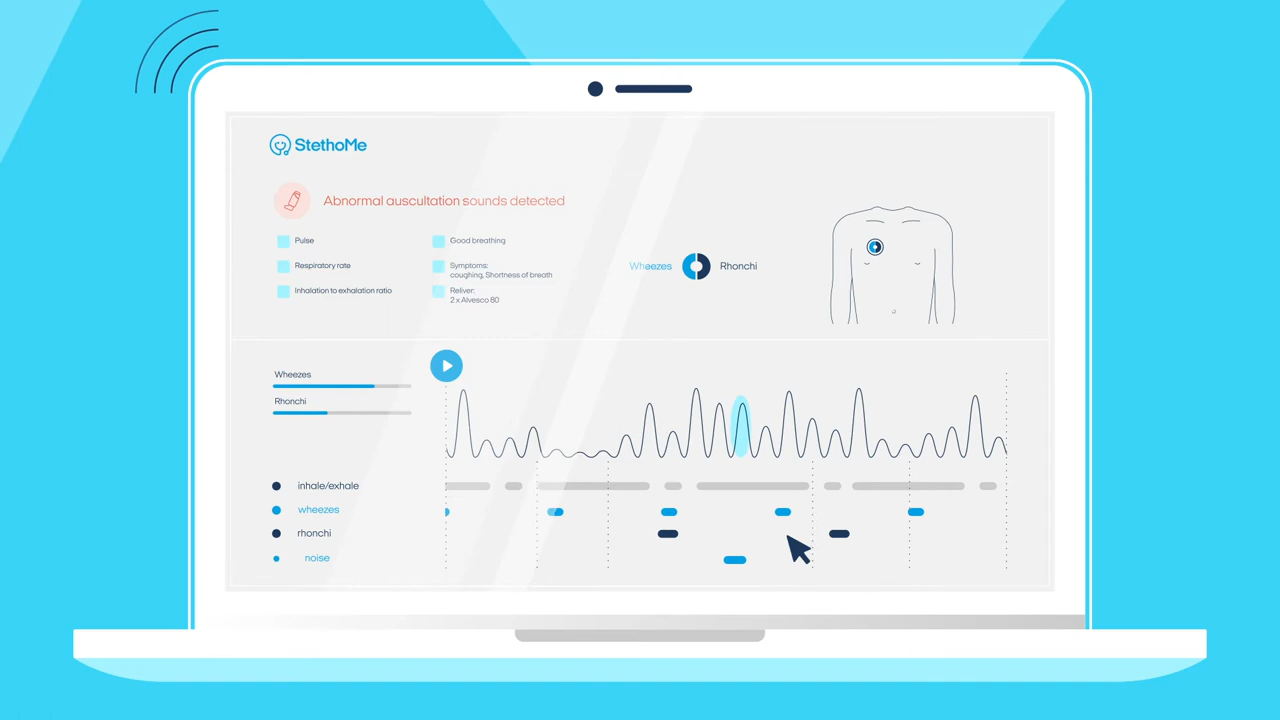 StethoMe
Abnormal auscultation sounds detected
Pulse
Respiratory rate
Inhalation to exhalation ratio
Good breathing
Symptoms:
coughing, Shortness of breath
Reliver:
2 x Alvesco 80
Wheezes
Rhonchi
Wheezes
Rhonchi
inhale/exhale
wheezes
rhonchi
noise